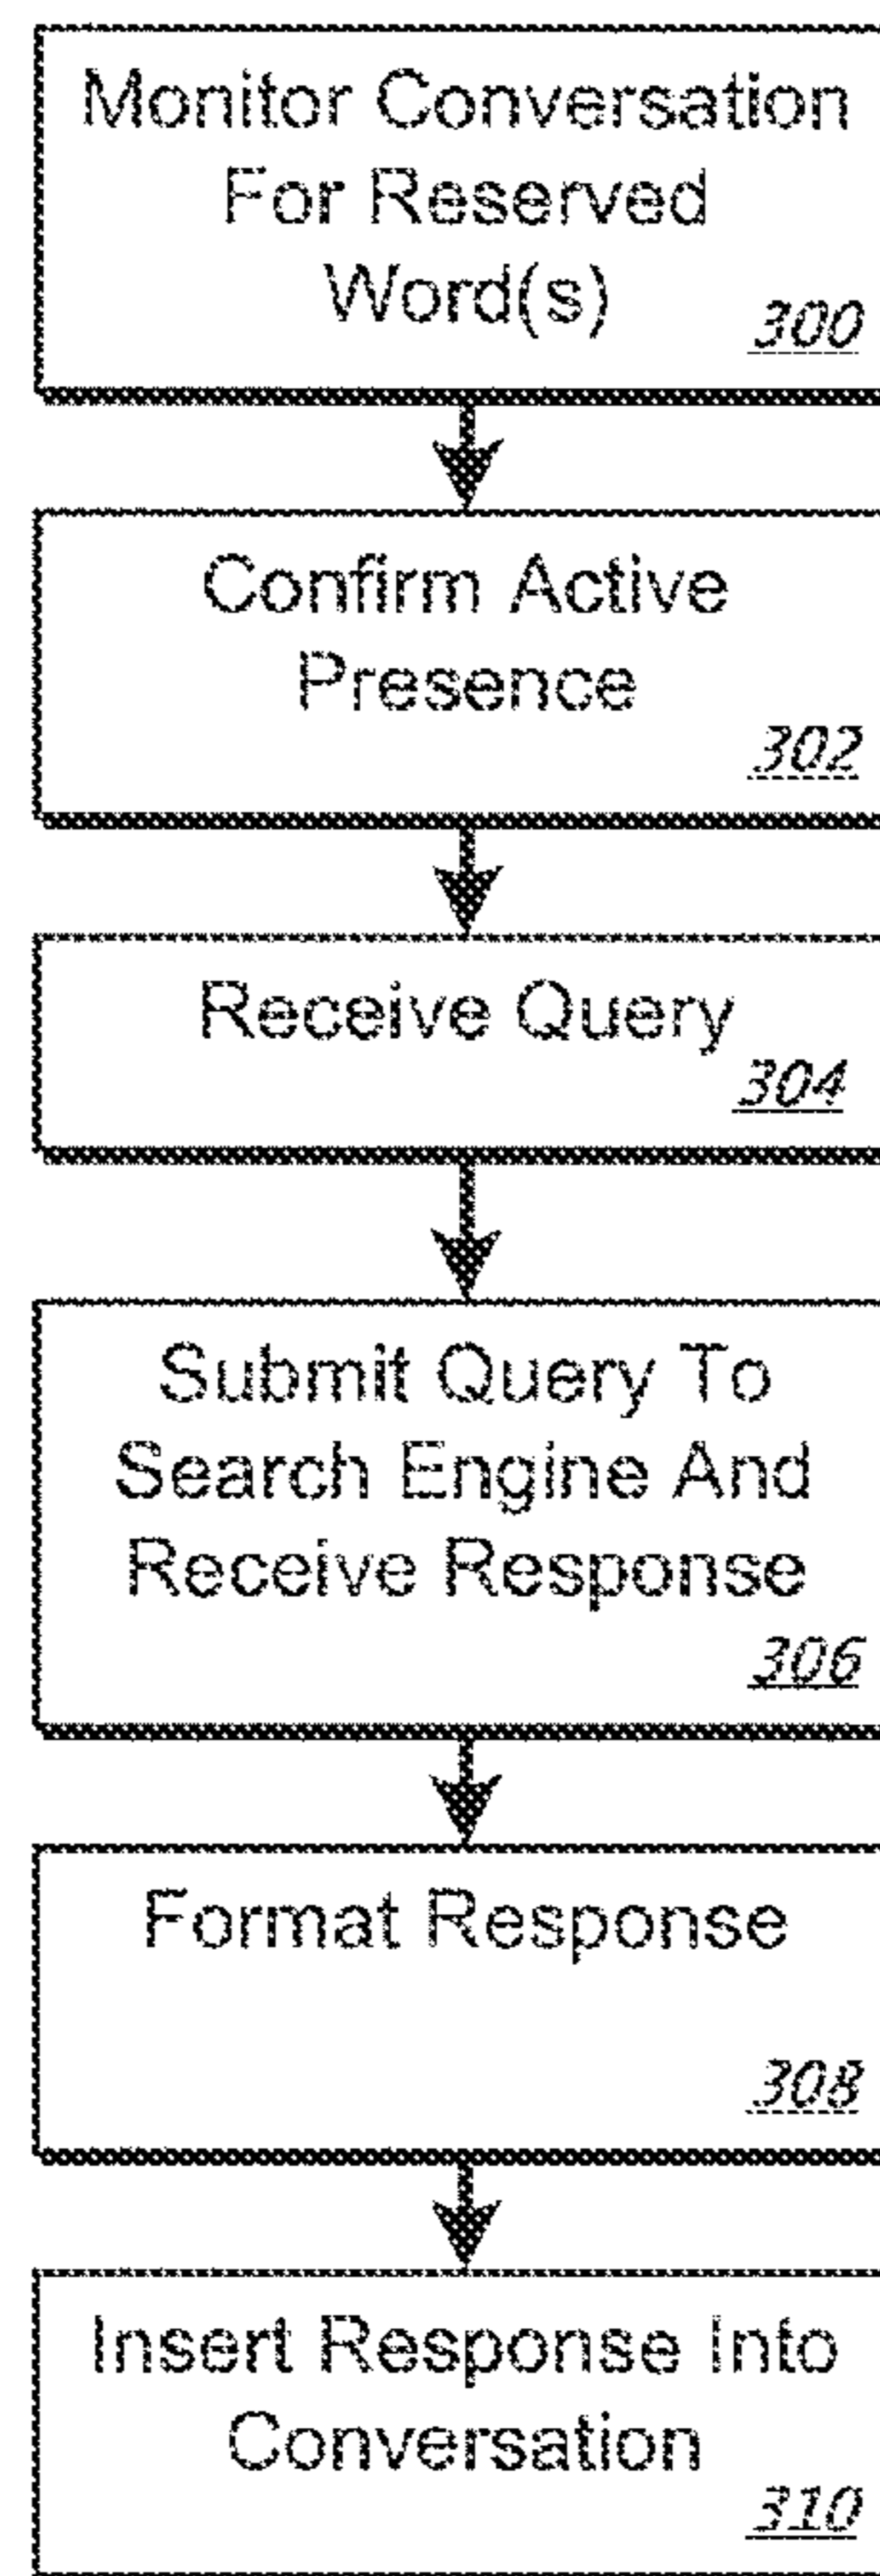 Monitor Conversation
For Reserved
Word(s)
300
Confirm Active
Presence
302
Receive Query
304
Submit Query To
Search Engine And
Receive Response
306
Format Response
308
Insert Response Into
Conversation
310